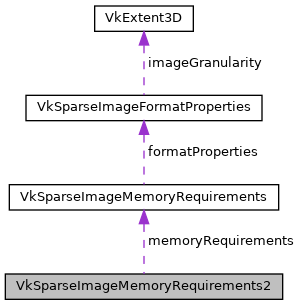 VkExtent3D
imageGranularity
VkSparseImageFormatProperties
formatProperties
VkSparseImageMemoryRequirements
memoryRequirements
VkSparseImageMemoryRequirements2